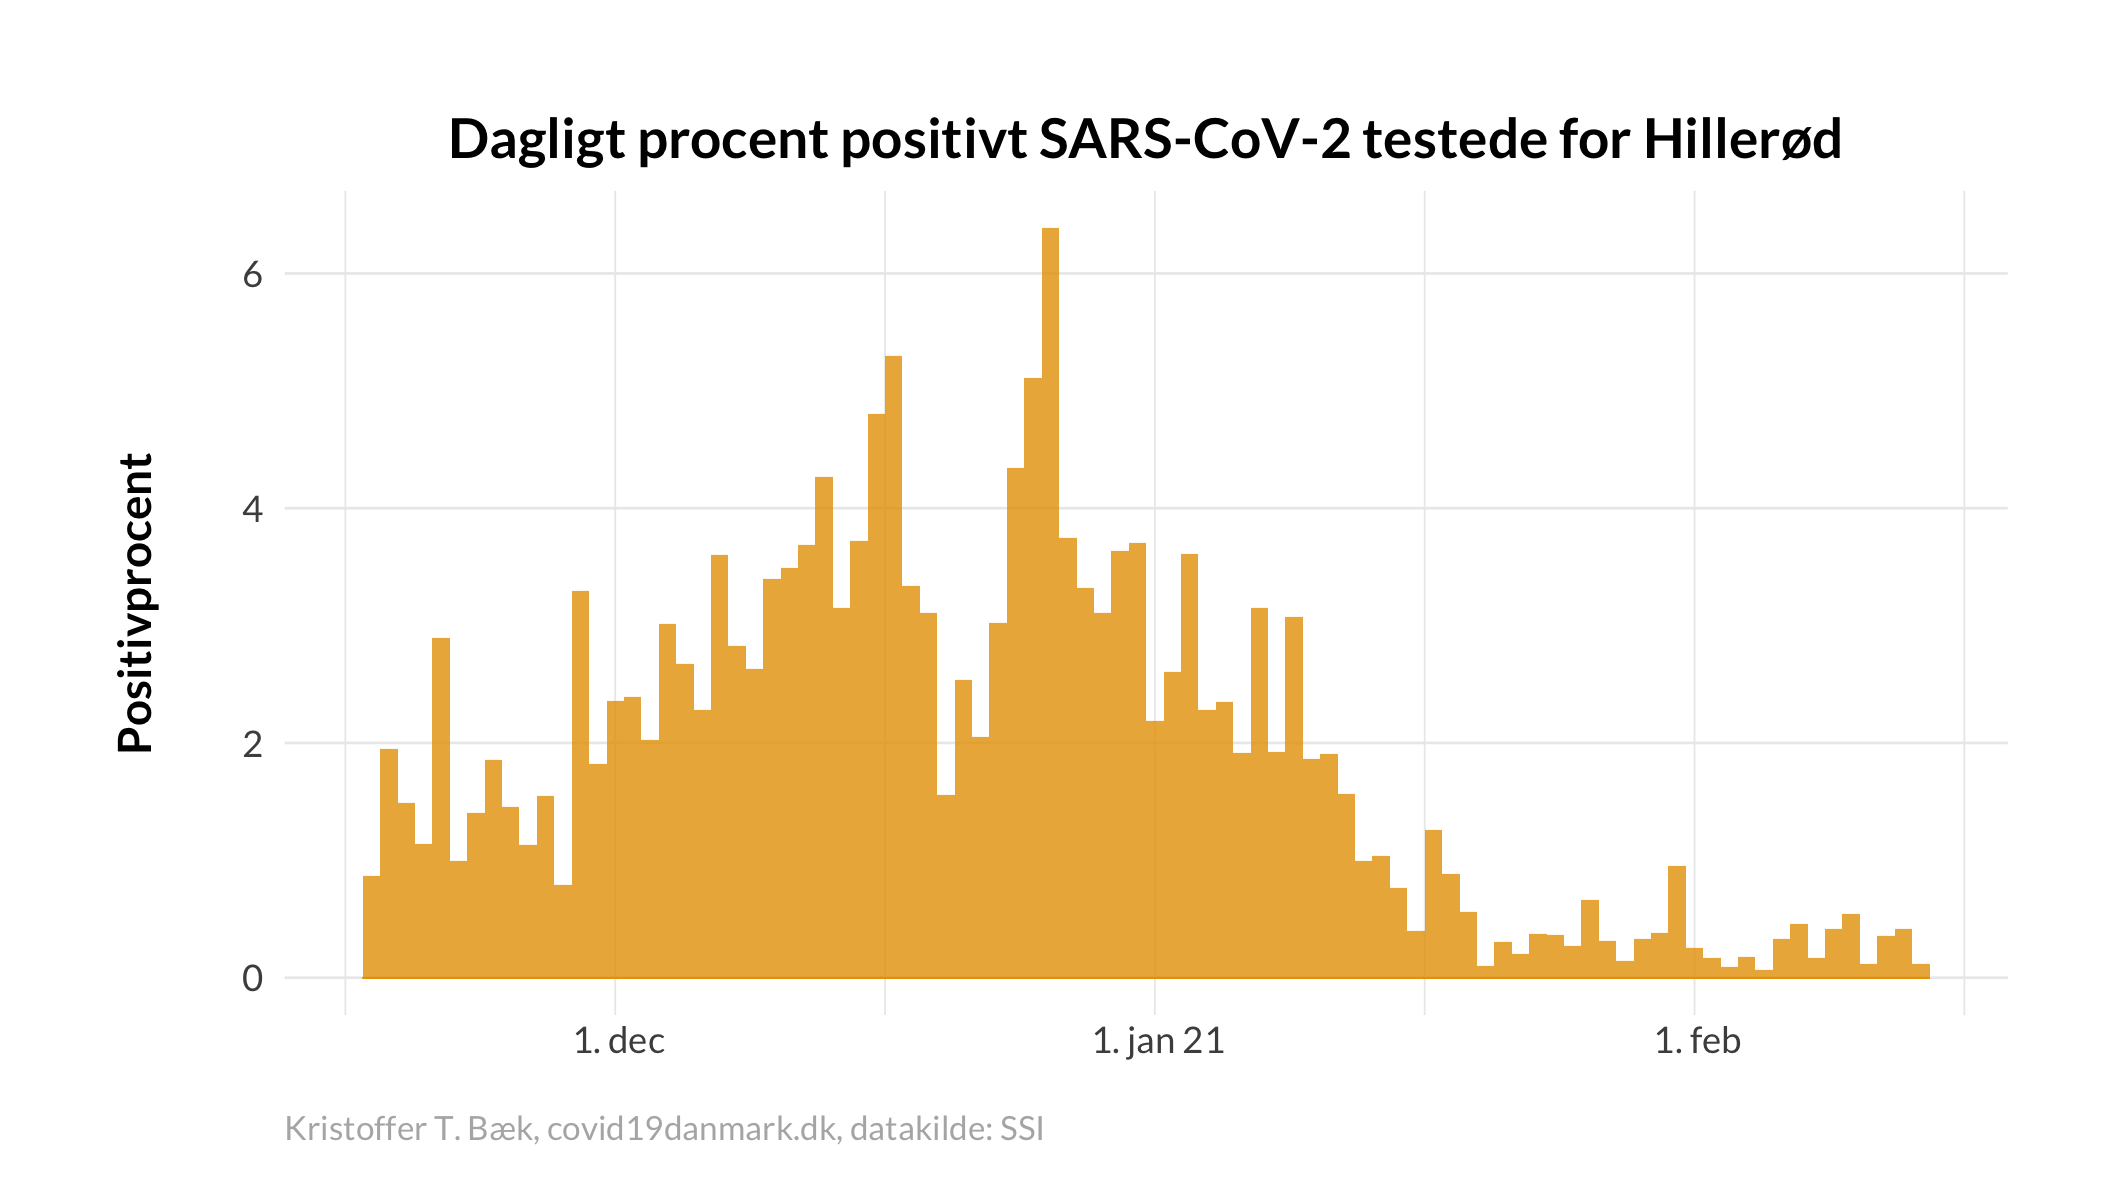 Dagligt procent positivt SARS-CoV-2 testede for Hillerød
Positivprocent
6
4
2
0
1. dec
1. jan 21
1. feb
Kristoffer T. Bæk, covid19danmark.dk, datakilde: SSI